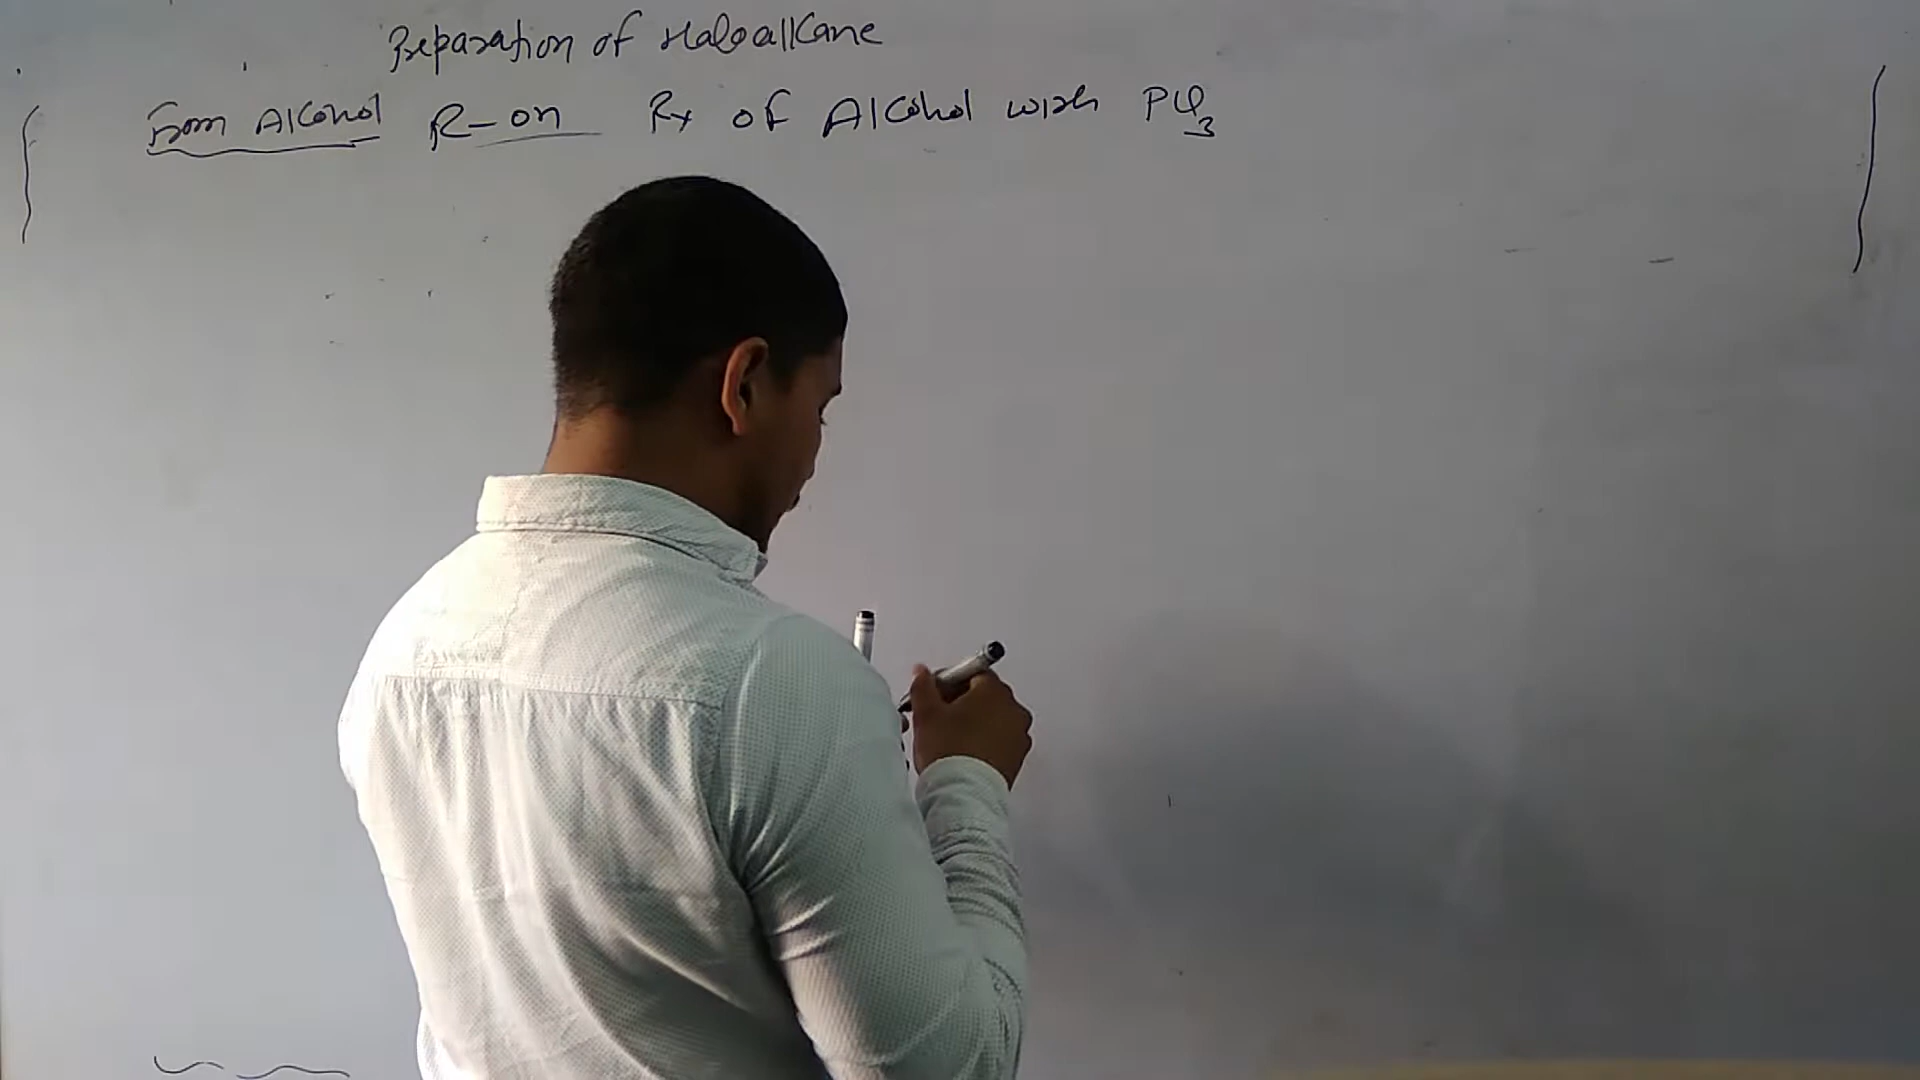 Preparation of Haloalkane
From Alcohol R-OH Rx of Alcohol with PCl3